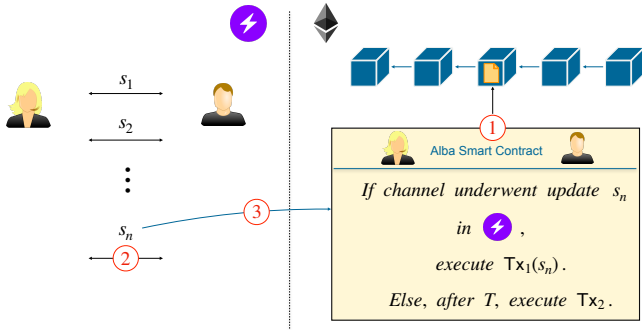 s₁
s₂
sₙ
2
3
1
Alba Smart Contract
If channel underwent update sₙ
in ,
execute Tx₁(sₙ).
Else, after T, execute Tx₂.